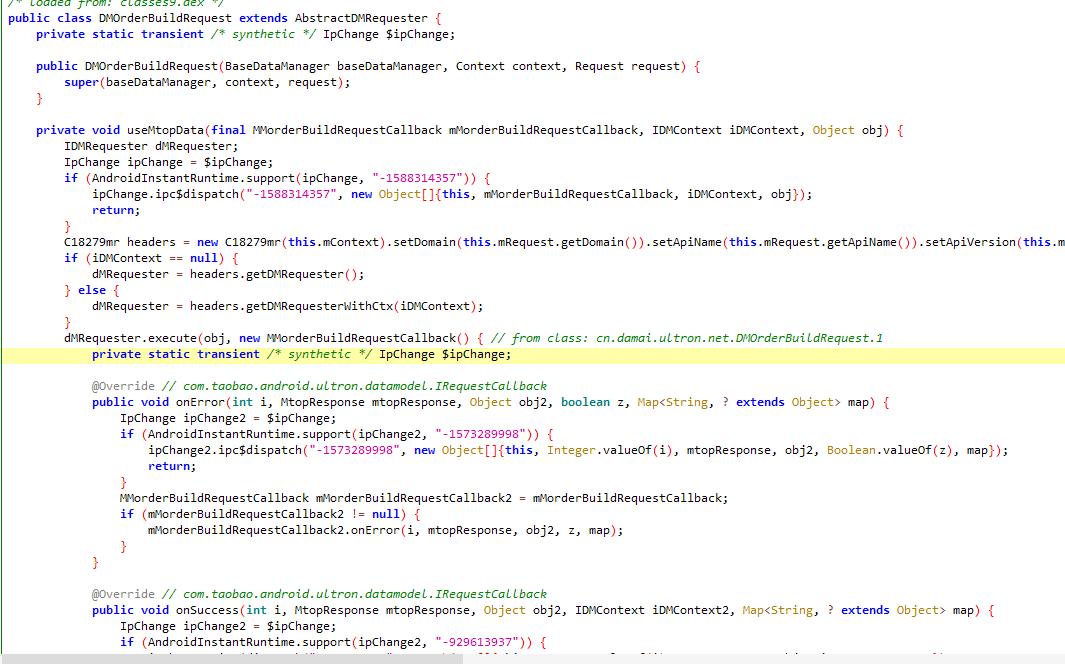 /* loaded from: classes9.dex */
public class DMOrderBuildRequest extends AbstractDMRequester {
    private static transient /* synthetic */ IpChange $ipChange;

    public DMOrderBuildRequest(BaseDataManager baseDataManager, Context context, Request request) {
        super(baseDataManager, context, request);
    }

    private void useMtopData(final MMorderBuildRequestCallback mMorderBuildRequestCallback, IDMContext iDMContext, Object obj) {
        IDMRequester dMRequester;
        IpChange ipChange = $ipChange;
        if (AndroidInstantRuntime.support(ipChange, "-1588314357")) {
            ipChange.ipc$dispatch("-1588314357", new Object[]{this, mMorderBuildRequestCallback, iDMContext, obj});
            return;
        }
        C18279mr headers = new C18279mr(this.mContext).setDomain(this.mRequest.getDomain()).setApiName(this.mRequest.getApiName()).setApiVersion(this.m
        if (iDMContext == null) {
            dMRequester = headers.getDMRequester();
        } else {
            dMRequester = headers.getDMRequesterWithCtx(iDMContext);
        }
        dMRequester.execute(obj, new MMorderBuildRequestCallback() { // from class: cn.damai.ultron.net.DMOrderBuildRequest.1
            private static transient /* synthetic */ IpChange $ipChange;

            @Override // com.taobao.android.ultron.datamodel.IRequestCallback
            public void onError(int i, MtopResponse mtopResponse, Object obj2, boolean z, Map<String, ? extends Object> map) {
                IpChange ipChange2 = $ipChange;
                if (AndroidInstantRuntime.support(ipChange2, "-1573289998")) {
                    ipChange2.ipc$dispatch("-1573289998", new Object[]{this, Integer.valueOf(i), mtopResponse, obj2, Boolean.valueOf(z), map});
                    return;
                }
                MMorderBuildRequestCallback mMorderBuildRequestCallback2 = mMorderBuildRequestCallback;
                if (mMorderBuildRequestCallback2 != null) {
                    mMorderBuildRequestCallback2.onError(i, mtopResponse, obj2, z, map);
                }
            }

            @Override // com.taobao.android.ultron.datamodel.IRequestCallback
            public void onSuccess(int i, MtopResponse mtopResponse, Object obj2, IDMContext iDMContext2, Map<String, ? extends Object> map) {
                IpChange ipChange2 = $ipChange;
                if (AndroidInstantRuntime.support(ipChange2, "-929613937")) {